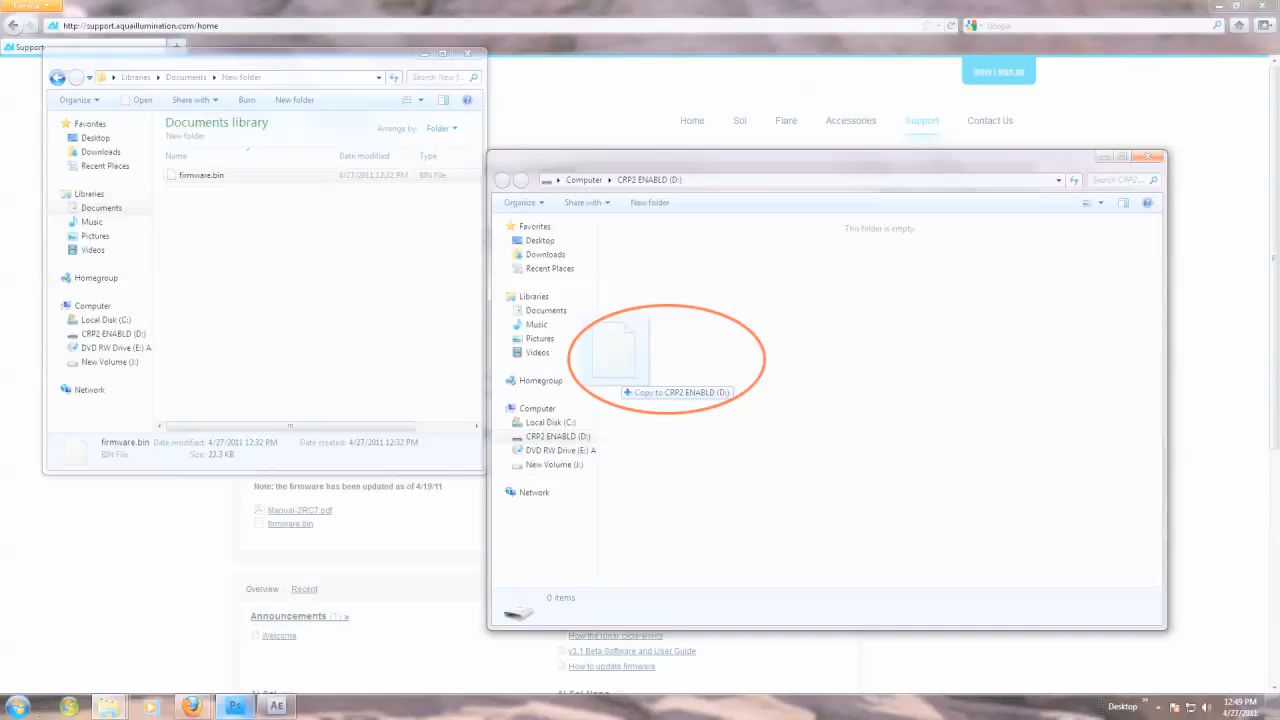 Firefox
http://support.aquaillumination.com/home
Google
Support
login | sign up
Home Sol Flare Accessories Support Contact Us
Libraries Documents New folder
Search New f...
Organize Open Share with Burn New folder
Favorites
Desktop
Downloads
Recent Places
Libraries
Documents
Music
Pictures
Videos
Homegroup
Computer
Local Disk (C:)
CRP2 ENABLD (D:)
DVD RW Drive (E:) A
New Volume (J:)
Network
Documents library
New folder
Arrange by: Folder
Name Date modified Type
firmware.bin 4/27/2011 12:32 PM BIN File
firmware.bin Date modified: 4/27/2011 12:32 PM Date created: 4/27/2011 12:32 PM
BIN File Size: 22.3 KB
Computer CRP2 ENABLD (D:)
Search CRP2...
Organize Share with New folder
Favorites
Desktop
Downloads
Recent Places
Libraries
Documents
Music
Pictures
Videos
Homegroup
Computer
Local Disk (C:)
CRP2 ENABLD (D:)
DVD RW Drive (E:) A
New Volume (J:)
Network
This folder is empty.
Copy to CRP2 ENABLD (D:)
0 items
Note: the firmware has been updated as of 4/19/11
Manual-2RC7.pdf
firmware.bin
Overview Recent
Announcements (1) »
Welcome
How the lunar cycle works
v3.1 Beta Software and User Guide
How to update firmware
Ps AE
Desktop
12:49 PM
4/27/2011